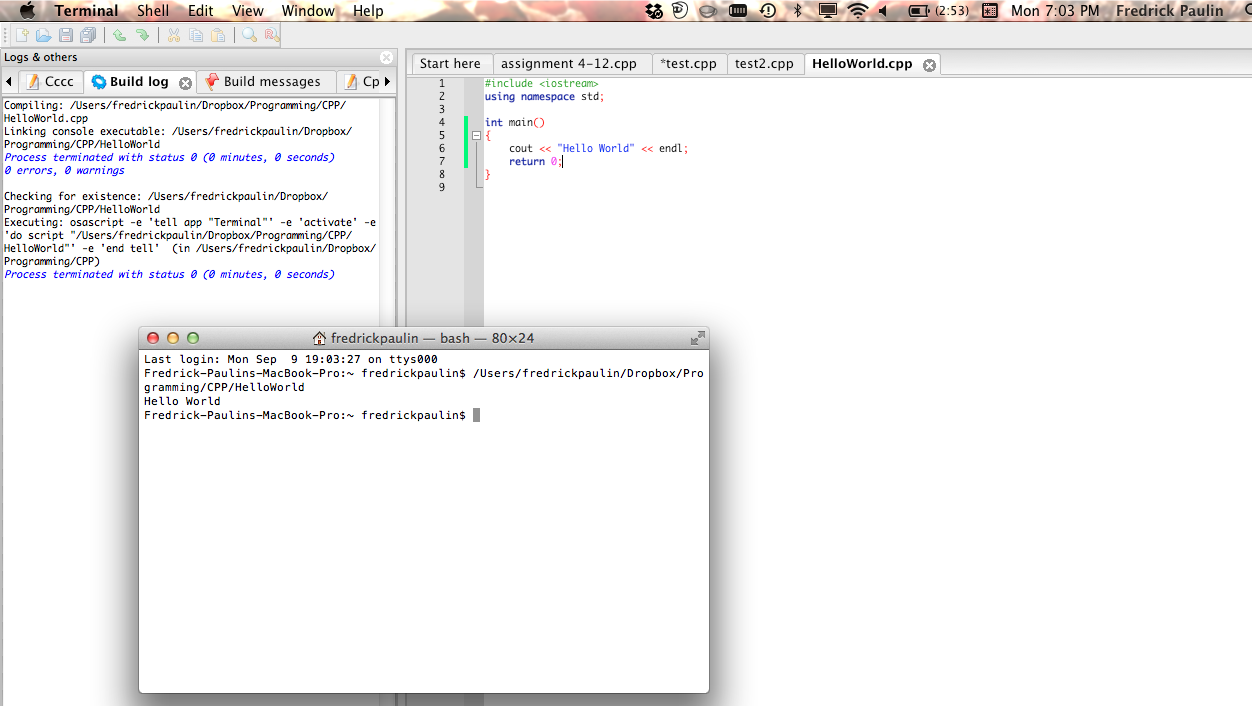 Terminal Shell Edit View Window Help (2:53) Mon 7:03 PM Fredrick Paulin
Logs & others
Cccc Build log Build messages Cp
Compiling: /Users/fredrickpaulin/Dropbox/Programming/CPP/
HelloWorld.cpp
Linking console executable: /Users/fredrickpaulin/Dropbox/
Programming/CPP/HelloWorld
Process terminated with status 0 (0 minutes, 0 seconds)
0 errors, 0 warnings
Checking for existence: /Users/fredrickpaulin/Dropbox/
Programming/CPP/HelloWorld
Executing: osascript -e 'tell app "Terminal"' -e 'activate' -e
'do script "/Users/fredrickpaulin/Dropbox/Programming/CPP/
HelloWorld"' -e 'end tell'  (in /Users/fredrickpaulin/Dropbox/
Programming/CPP)
Process terminated with status 0 (0 minutes, 0 seconds)
Start here assignment 4-12.cpp *test.cpp test2.cpp HelloWorld.cpp
1 #include <iostream>
2 using namespace std;
3
4 int main()
5 {
6 cout << "Hello World" << endl;
7 return 0;
8 }
9
fredrickpaulin — bash — 80×24
Last login: Mon Sep  9 19:03:27 on ttys000
Fredrick-Paulins-MacBook-Pro:~ fredrickpaulin$ /Users/fredrickpaulin/Dropbox/Pro
gramming/CPP/HelloWorld
Hello World
Fredrick-Paulins-MacBook-Pro:~ fredrickpaulin$